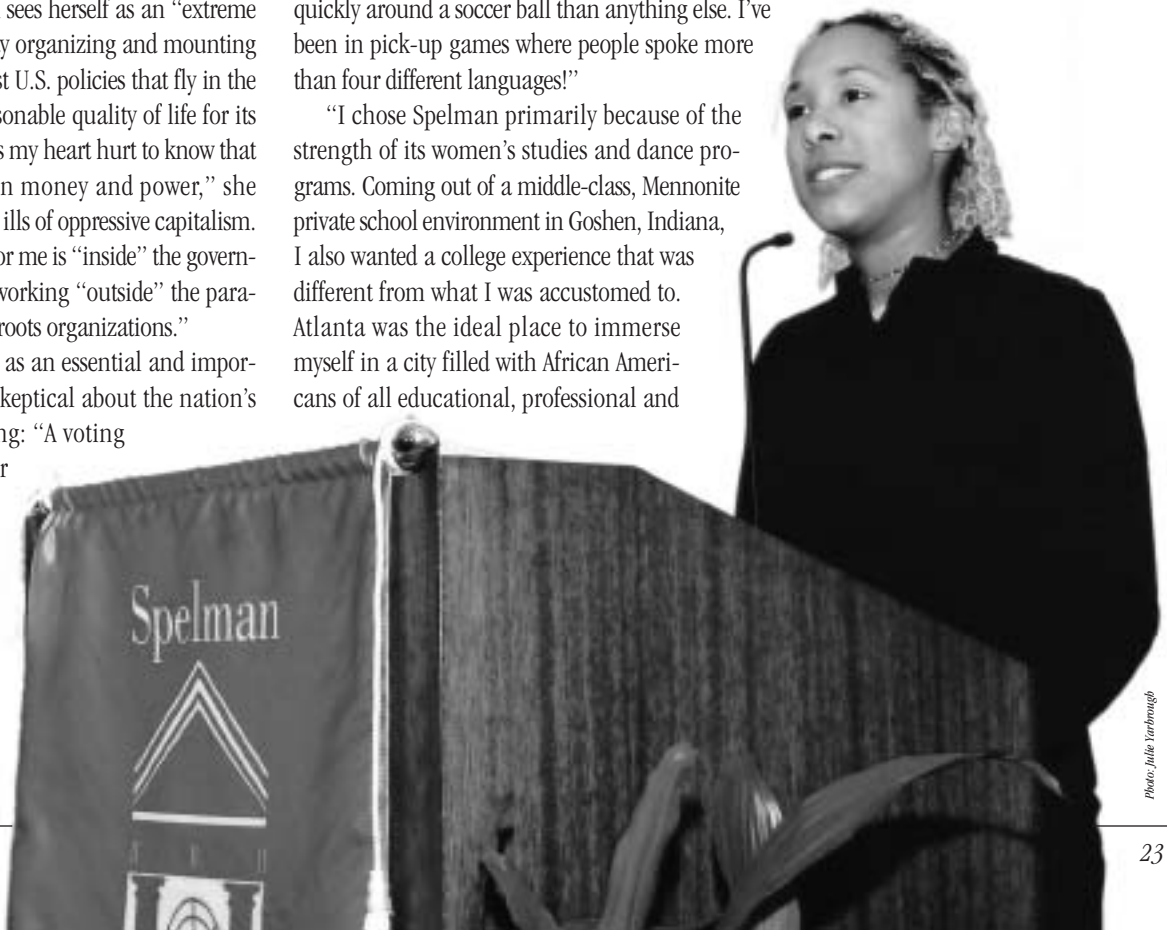 sees herself as an “extreme
y organizing and mounting
st U.S. policies that fly in the
sonable quality of life for its
s my heart hurt to know that
n money and power,” she
ills of oppressive capitalism.
or me is “inside” the govern-
working “outside” the para-
roots organizations.”
as an essential and impor-
keptical about the nation’s
ng: “A voting
r
quickly around a soccer ball than anything else. I’ve
been in pick-up games where people spoke more
than four different languages!”
“I chose Spelman primarily because of the
strength of its women’s studies and dance pro-
grams. Coming out of a middle-class, Mennonite
private school environment in Goshen, Indiana,
I also wanted a college experience that was
different from what I was accustomed to.
Atlanta was the ideal place to immerse
myself in a city filled with African Ameri-
cans of all educational, professional and
Spelman
Photo: Julie Yarbrough
23